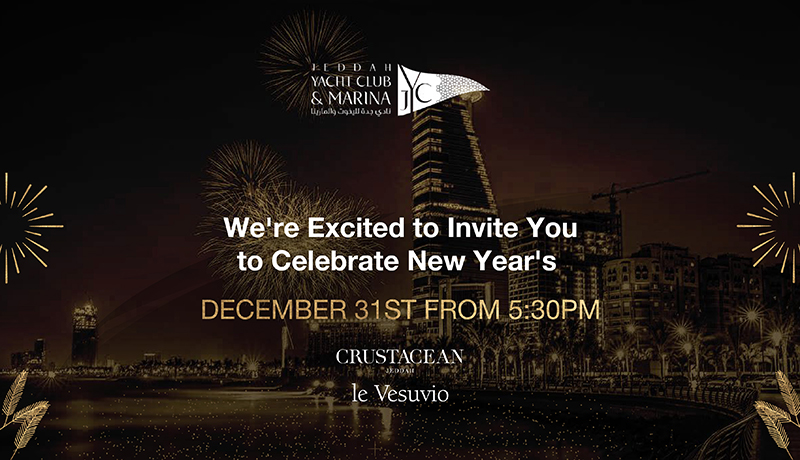 JEDDAH
YACHT CLUB
& MARINA
نادي جدة لليخوت والمارينا
JYC
We're Excited to Invite You
to Celebrate New Year's
DECEMBER 31ST FROM 5:30PM
CRUSTACEAN
JEDDAH
le Vesuvio